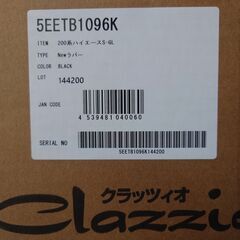 5EETB1096K
ITEM 200系ハイエースS-GL
TYPE Newラバー
COLOR BLACK
LOT 144200
JAN CODE
4 539481 040060
SERIAL NO
5EETB1096K144200
クラッツィオ
Clazzio